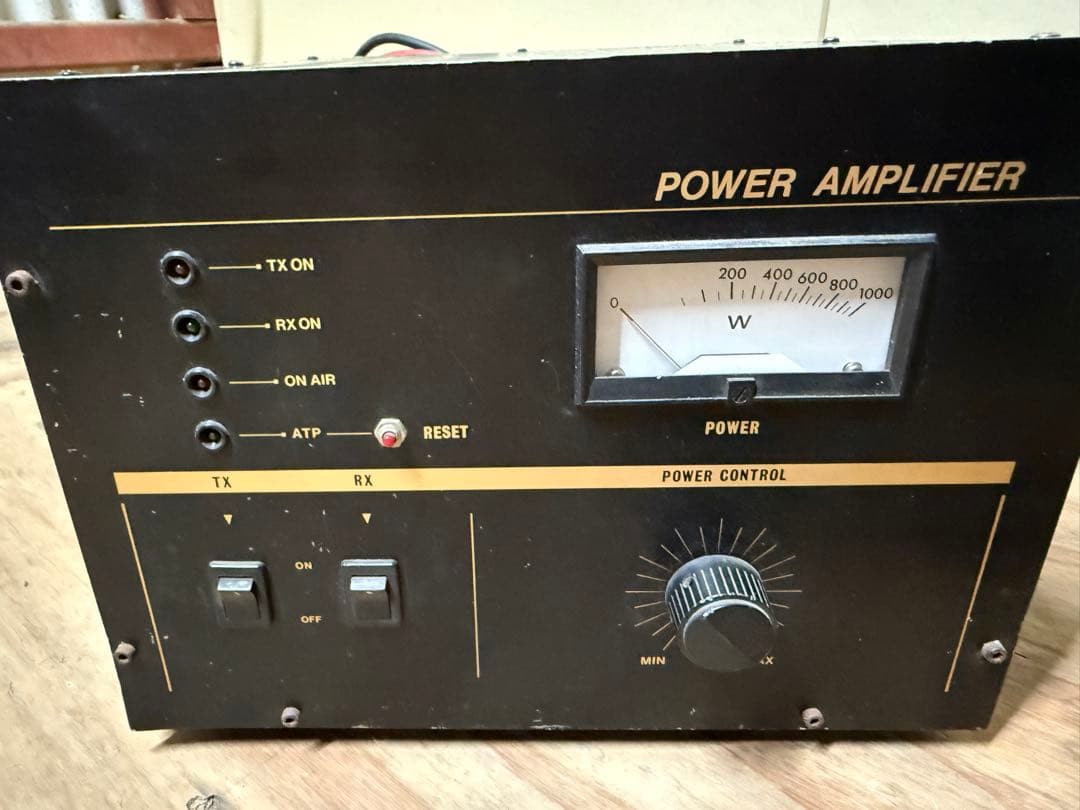 POWER AMPLIFIER
TX ON
RX ON
ON AIR
ATP
RESET
0
200
400
600
800
1000
W
POWER
TX
RX
POWER CONTROL
ON
OFF
MIN